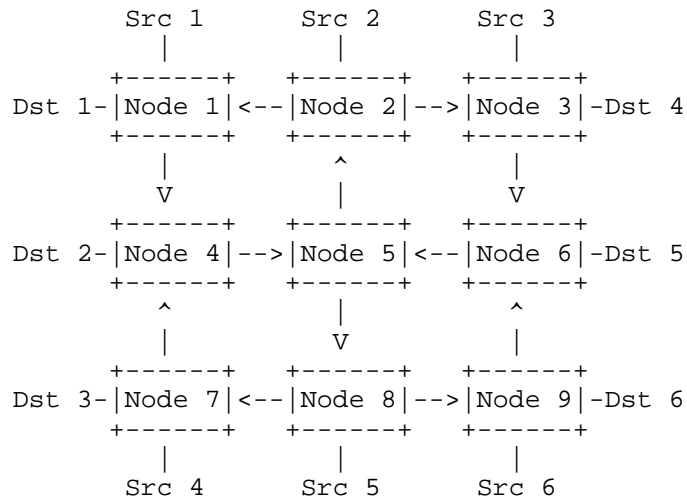 Src 1 Src 2 Src 3
Dst 1-|Node 1|<--|Node 2|-->|Node 3|-Dst 4
V ^ V
Dst 2-|Node 4|-->|Node 5|<--|Node 6|-Dst 5
^ V ^
Dst 3-|Node 7|<--|Node 8|-->|Node 9|-Dst 6
Src 4 Src 5 Src 6